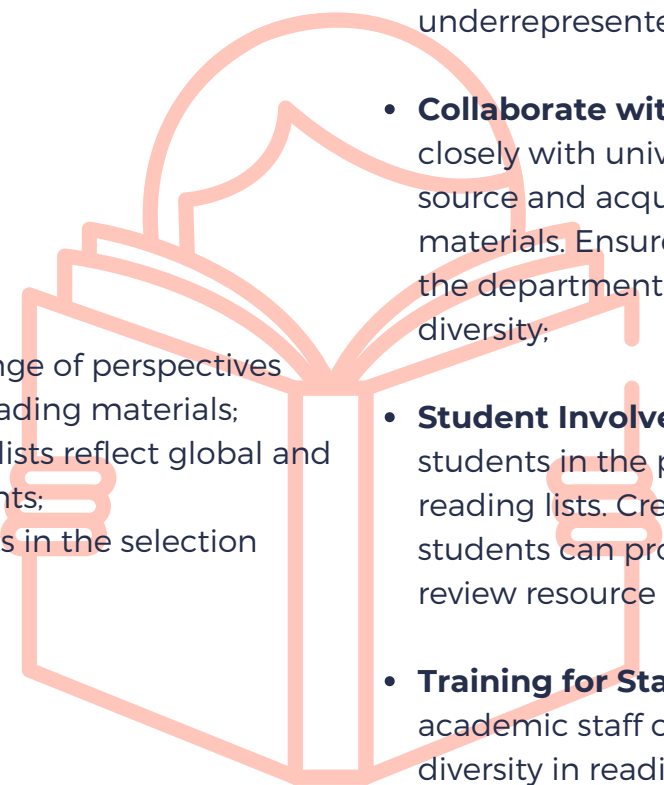 nge of perspectives
ading materials;
lists reflect global and
nts;
s in the selection
underrepresente
• Collaborate wit
closely with univ
source and acqu
materials. Ensure
the department
diversity;
• Student Involve
students in the p
reading lists. Cre
students can pro
review resource
• Training for Sta
academic staff o
diversity in readi